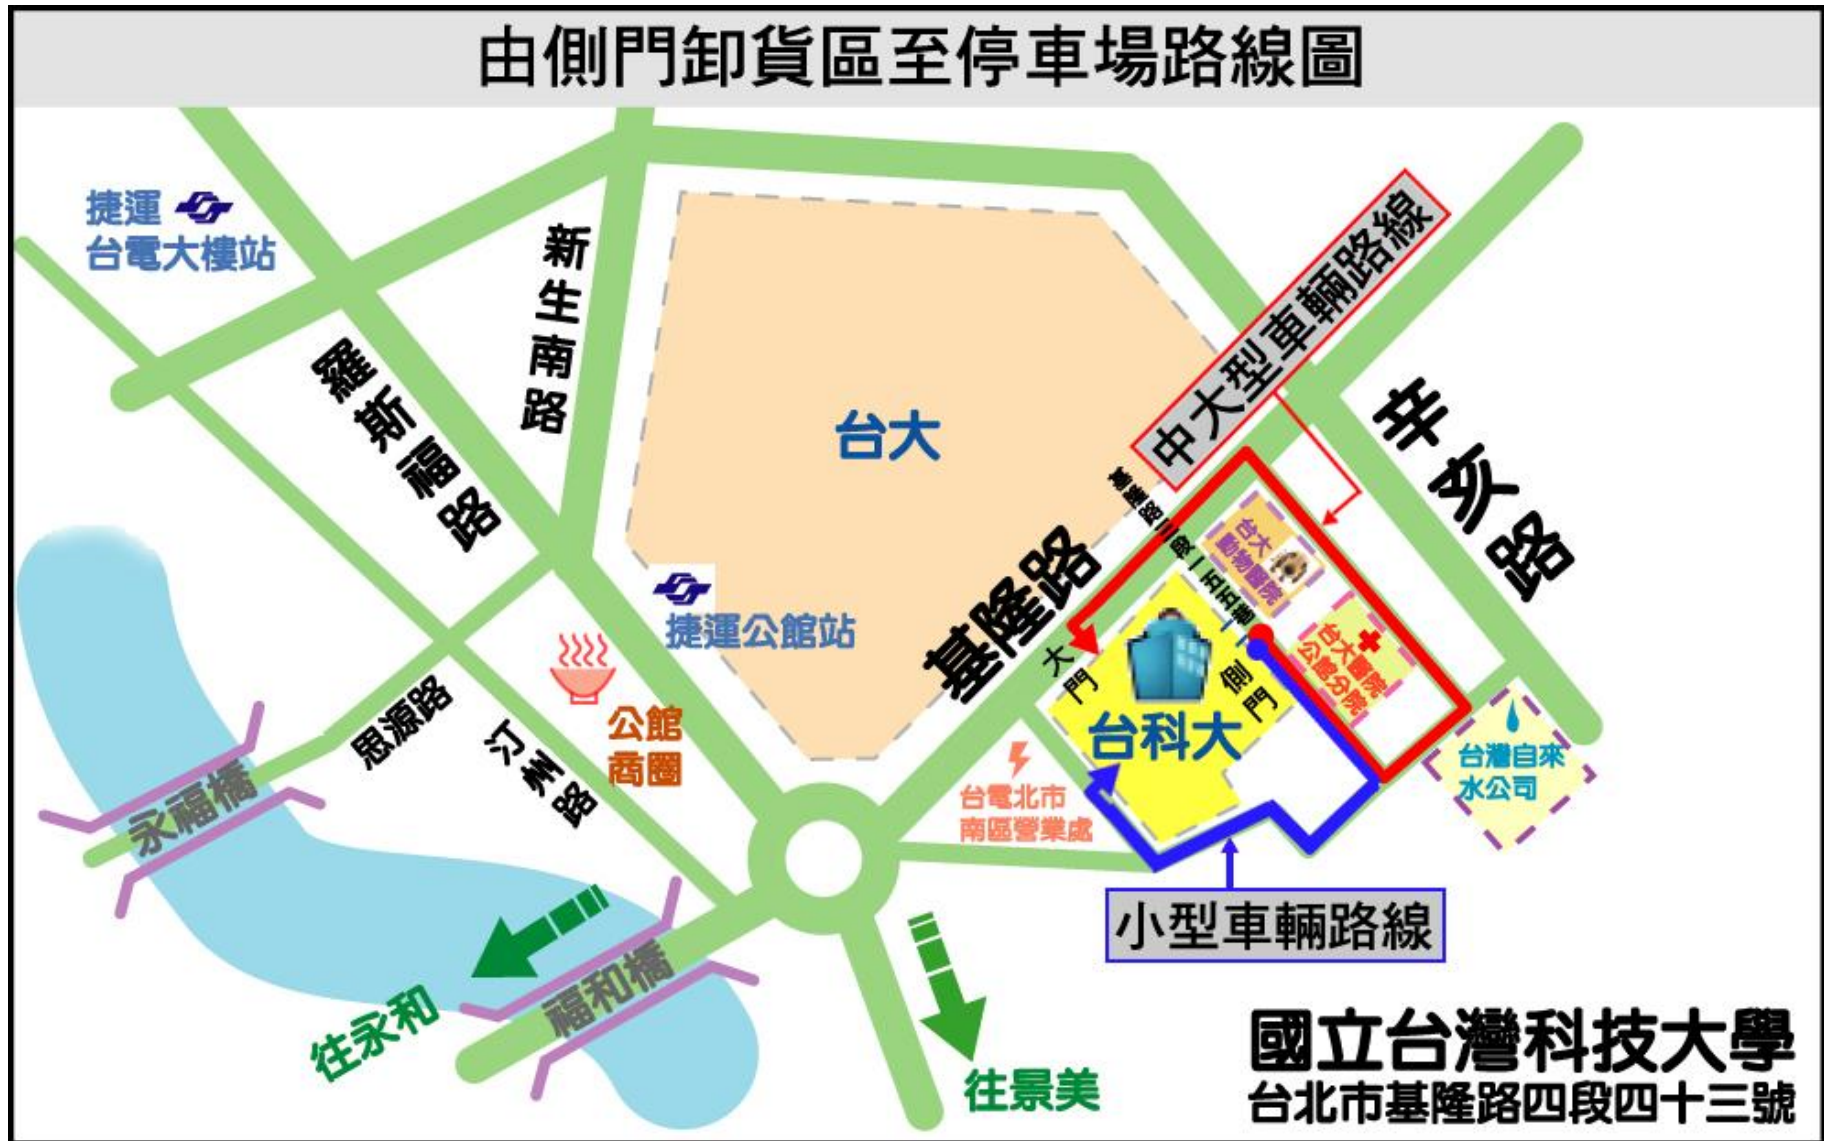 由側門卸貨區至停車場路線圖
捷運
台電大樓站
新生南路
羅斯福路
台大
中大型車輛路線
辛亥路
基隆路三段一五五巷
基隆路
台大
動物醫院
捷運公館站
大門
側門
台大醫院
公館分院
台科大
公館
商圈
思源路
汀州路
台電北市
南區營業處
台灣自來
水公司
永福橋
小型車輛路線
福和橋
往永和
往景美
國立台灣科技大學
台北市基隆路四段四十三號